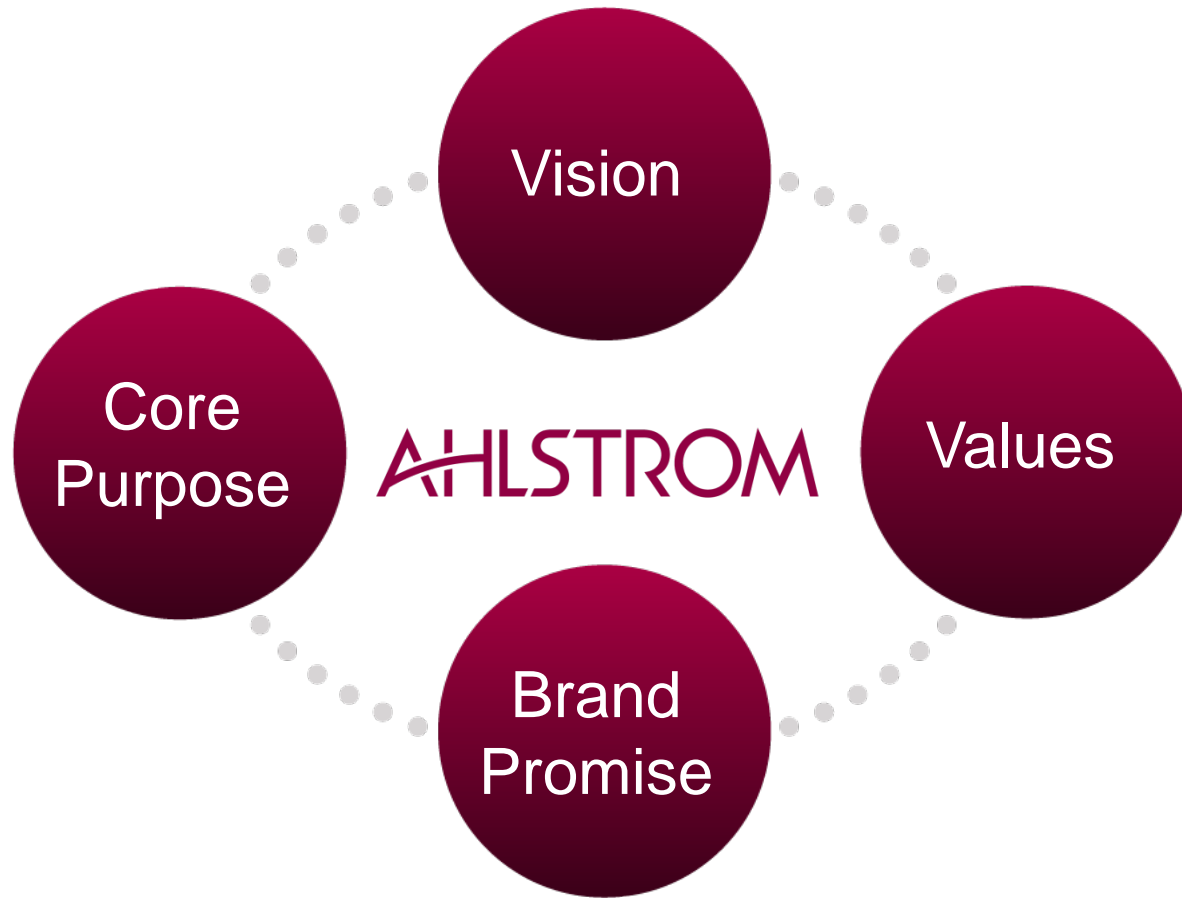 Vision
Core
Purpose
AHLSTROM
Values
Brand
Promise